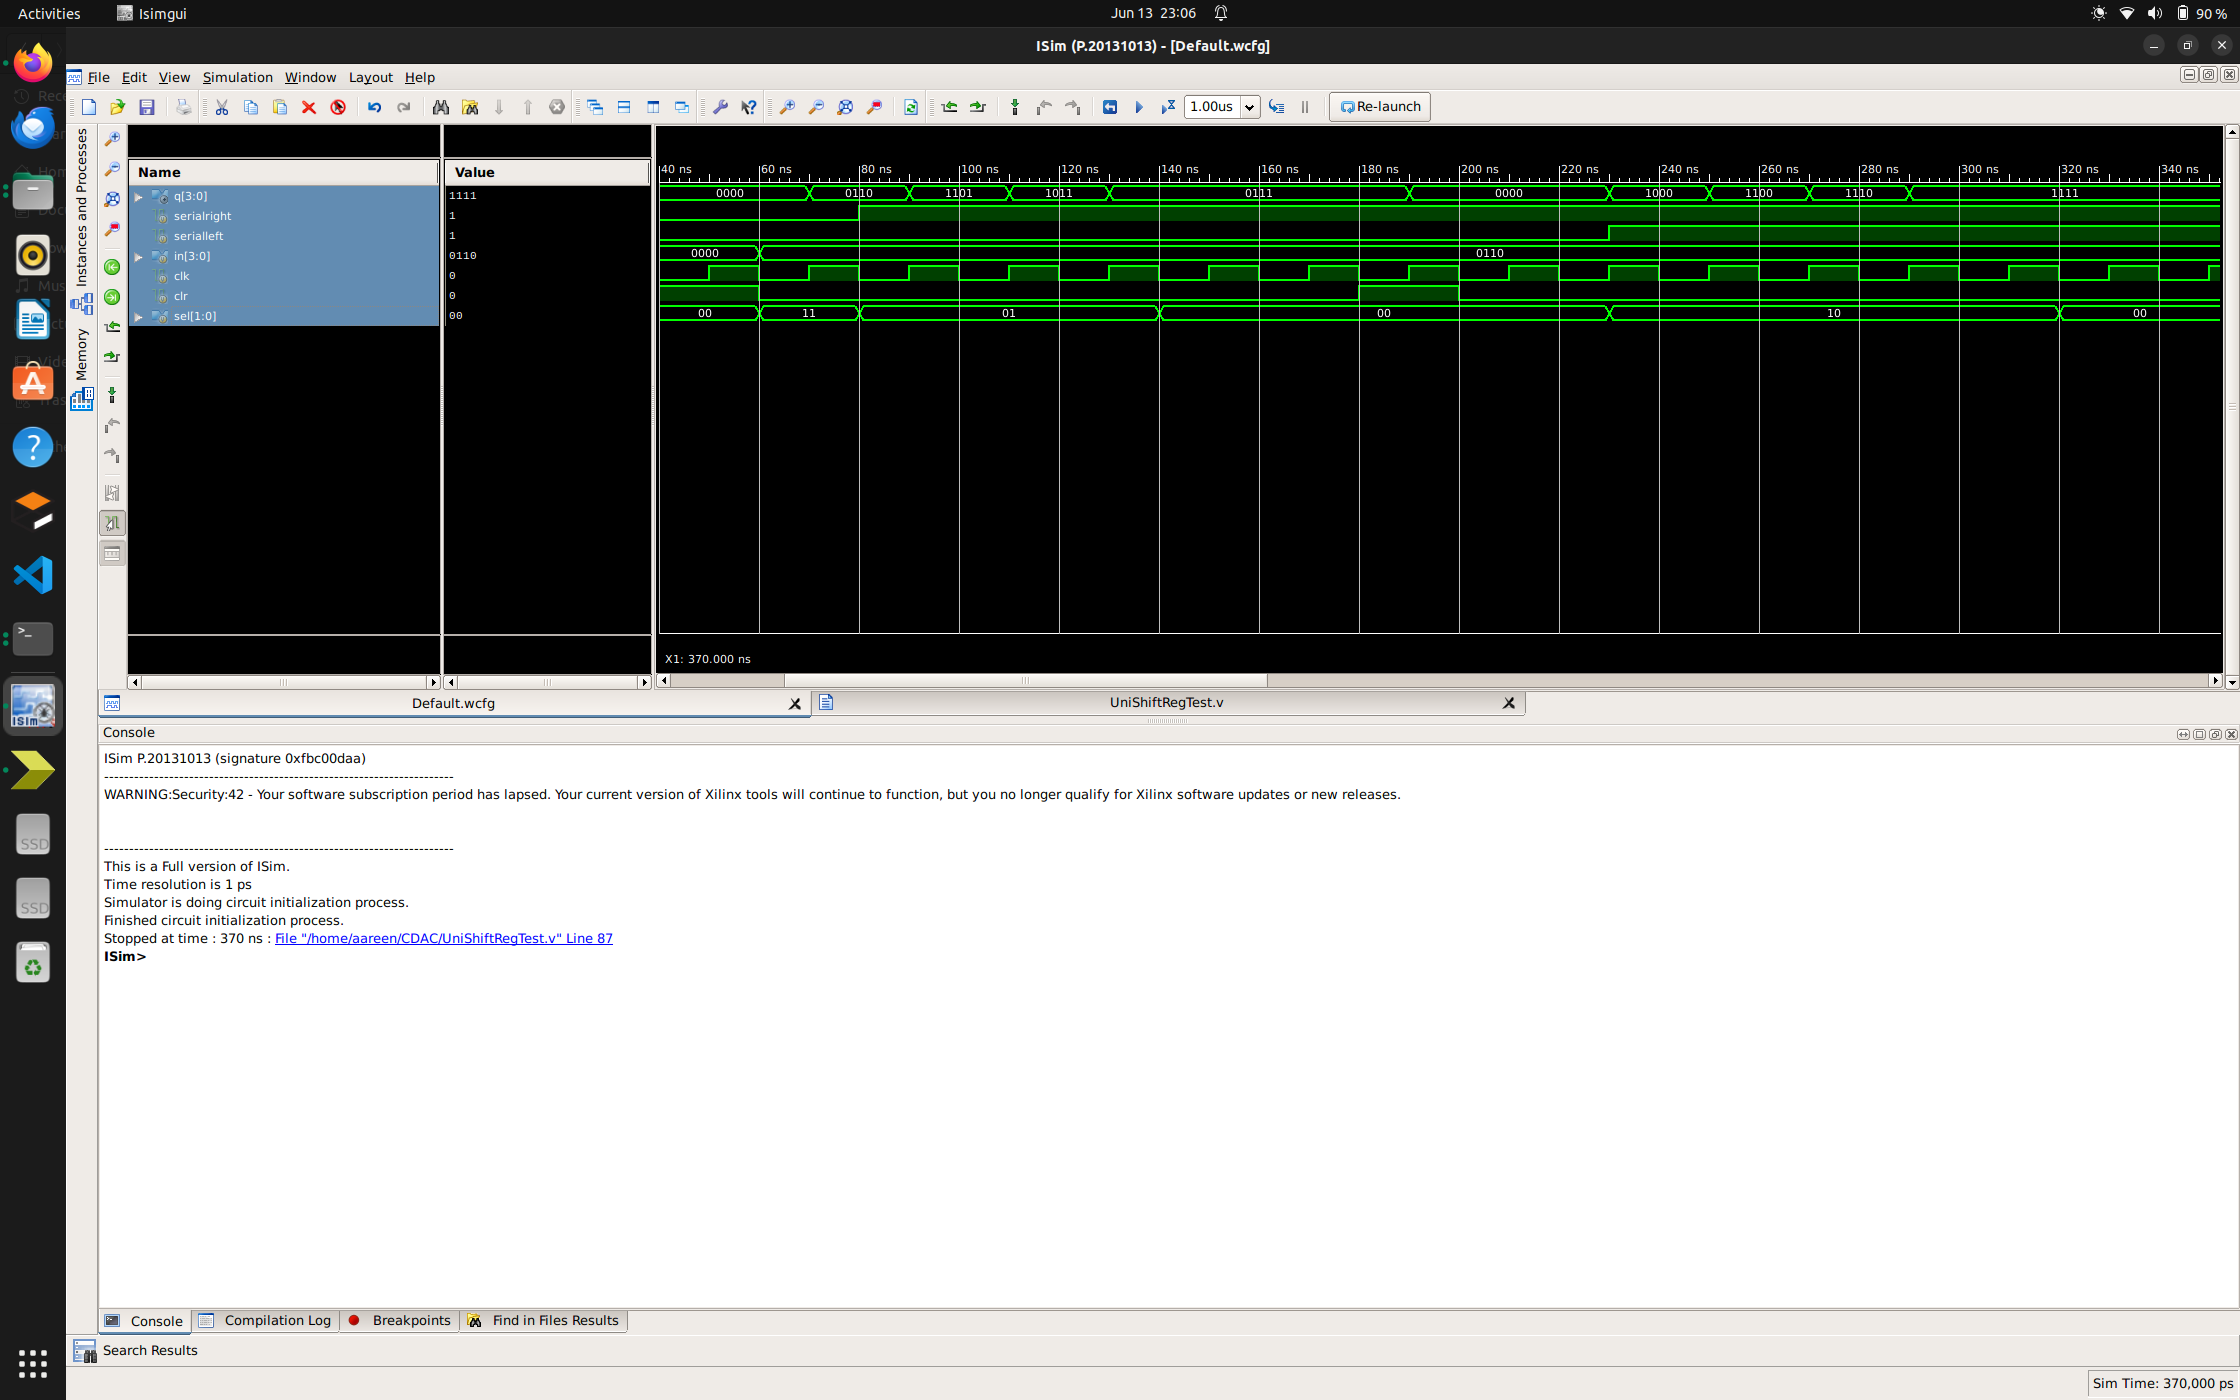 Activities Isimgui Jun 13 23:06 90 %
ISim (P.20131013) - [Default.wcfg]
File Edit View Simulation Window Layout Help
1.00us Re-launch
Instances and Processes
Memory
Name Value
40 ns 60 ns 80 ns 100 ns 120 ns 140 ns 160 ns 180 ns 200 ns 220 ns 240 ns 260 ns 280 ns 300 ns 320 ns 340 ns
q[3:0] 1111 0000 0110 1101 1011 0111 0000 1000 1100 1110 1111
serialright 1
serialleft 1
in[3:0] 0110 0000 0110
clk 0
clr 0
sel[1:0] 00 00 11 01 00 10 00
X1: 370.000 ns
Default.wcfg UniShiftRegTest.v
Console
ISim P.20131013 (signature 0xfbc00daa)
----------------------------------------------------------------------
WARNING:Security:42 - Your software subscription period has lapsed. Your current version of Xilinx tools will continue to function, but you no longer qualify for Xilinx software updates or new releases.
----------------------------------------------------------------------
This is a Full version of ISim.
Time resolution is 1 ps
Simulator is doing circuit initialization process.
Finished circuit initialization process.
Stopped at time : 370 ns : File "/home/aareen/CDAC/UniShiftRegTest.v" Line 87
ISim>
Console Compilation Log Breakpoints Find in Files Results
Search Results
Sim Time: 370,000 ps
ISim
SSD
SSD